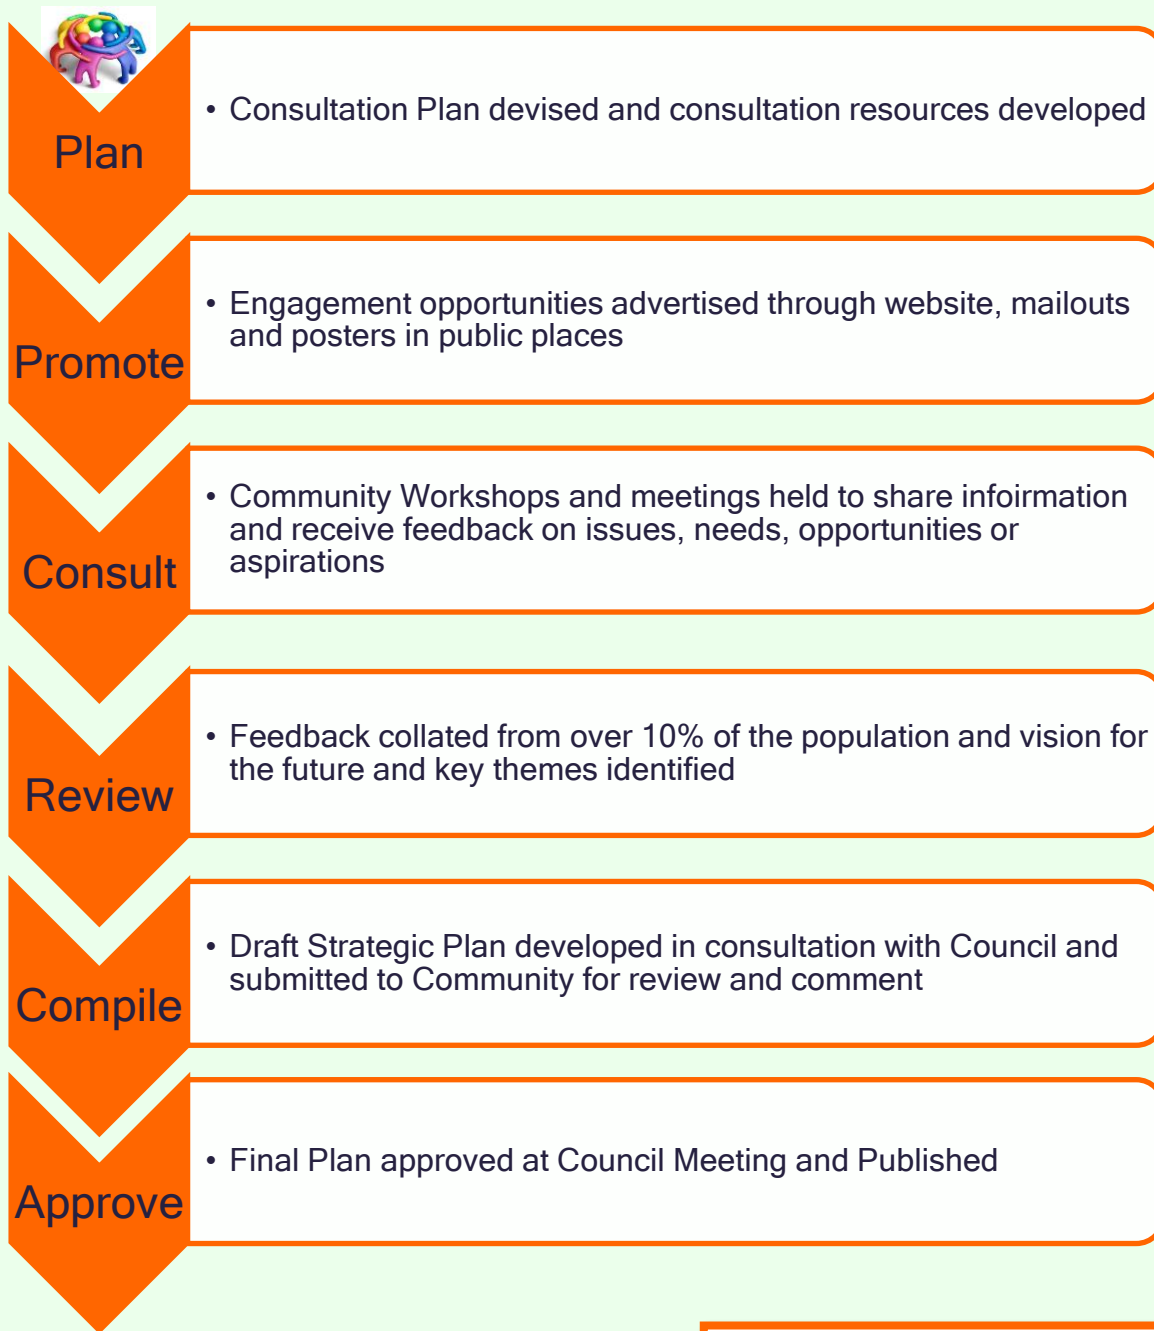 Plan
• Consultation Plan devised and consultation resources developed
Promote
• Engagement opportunities advertised through website, mailouts
and posters in public places
Consult
• Community Workshops and meetings held to share infoirmation
and receive feedback on issues, needs, opportunities or
aspirations
Review
• Feedback collated from over 10% of the population and vision for
the future and key themes identified
Compile
• Draft Strategic Plan developed in consultation with Council and
submitted to Community for review and comment
Approve
• Final Plan approved at Council Meeting and Published